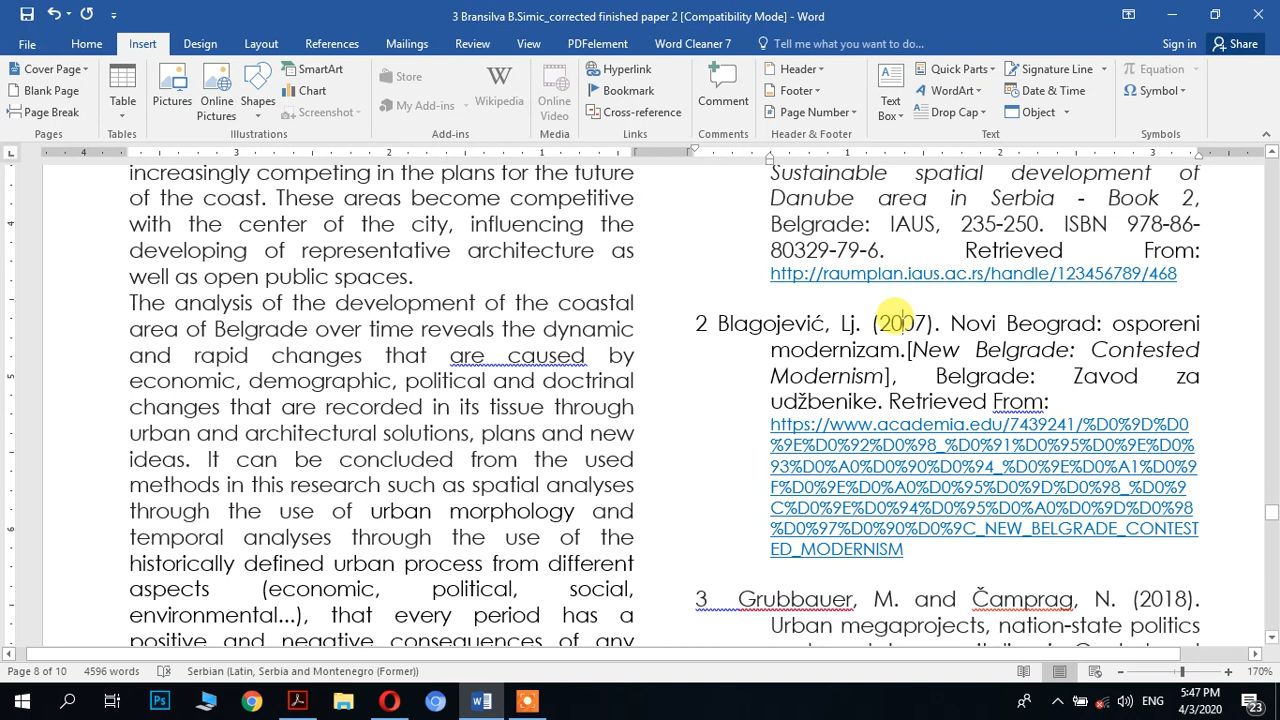 3 Bransilva B.Simic_corrected finished paper 2 [Compatibility Mode] - Word
File Home Insert Design Layout References Mailings Review View PDFelement Word Cleaner 7 Tell me what you want to do... Sign in Share
Cover Page
Blank Page
Page Break
Pages
Table
Tables
Pictures
Online Pictures
Shapes
SmartArt
Chart
Screenshot
Illustrations
Store
My Add-ins
Wikipedia
Add-ins
Online Video
Media
Hyperlink
Bookmark
Cross-reference
Links
Comment
Comments
Header
Footer
Page Number
Header & Footer
Text Box
Quick Parts
WordArt
Drop Cap
Signature Line
Date & Time
Object
Text
Equation
Symbol
Symbols
increasingly competing in the plans for the future
of the coast. These areas become competitive
with the center of the city, influencing the
developing of representative architecture as
well as open public spaces.
The analysis of the development of the coastal
area of Belgrade over time reveals the dynamic
and rapid changes that are caused by
economic, demographic, political and doctrinal
changes that are recorded in its tissue through
urban and architectural solutions, plans and new
ideas. It can be concluded from the used
methods in this research such as spatial analyses
through the use of urban morphology and
temporal analyses through the use of the
historically defined urban process from different
aspects (economic, political, social,
environmental...), that every period has a
positive and negative consequences of any
Sustainable spatial development of
Danube area in Serbia - Book 2,
Belgrade: IAUS, 235-250. ISBN 978-86-
80329-79-6. Retrieved From:
http://raumplan.iaus.ac.rs/handle/123456789/468
2 Blagojević, Lj. (2007). Novi Beograd: osporeni
modernizam.[New Belgrade: Contested
Modernism], Belgrade: Zavod za
udžbenike. Retrieved From:
https://www.academia.edu/7439241/%D0%9D%D0
%9E%D0%92%D0%98_%D0%91%D0%95%D0%9E%D0%
93%D0%A0%D0%90%D0%94_%D0%9E%D0%A1%D0%9
F%D0%9E%D0%A0%D0%95%D0%9D%D0%98_%D0%9
C%D0%9E%D0%94%D0%95%D0%A0%D0%9D%D0%98
%D0%97%D0%90%D0%9C_NEW_BELGRADE_CONTEST
ED_MODERNISM
3 Grubbauer, M. and Čamprag, N. (2018).
Urban megaprojects, nation-state politics
Page 8 of 10 4596 words Serbian (Latin, Serbia and Montenegro (Former)) 170%
ENG
5:47 PM
4/3/2020
23